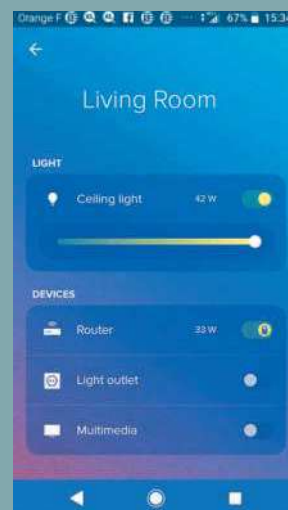 Orange F 67% 15:34
Living Room
LIGHT
Ceiling light 42 W
DEVICES
Router 33 W
Light outlet
Multimedia